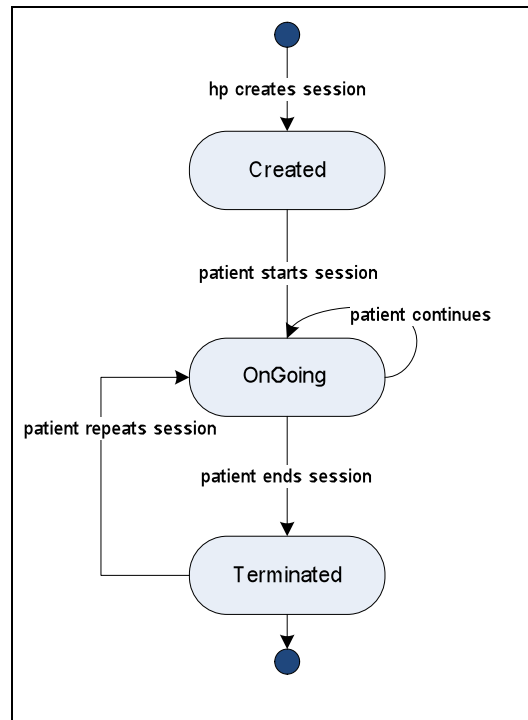 hp creates session
Created
patient starts session
patient continues
OnGoing
patient repeats session
patient ends session
Terminated